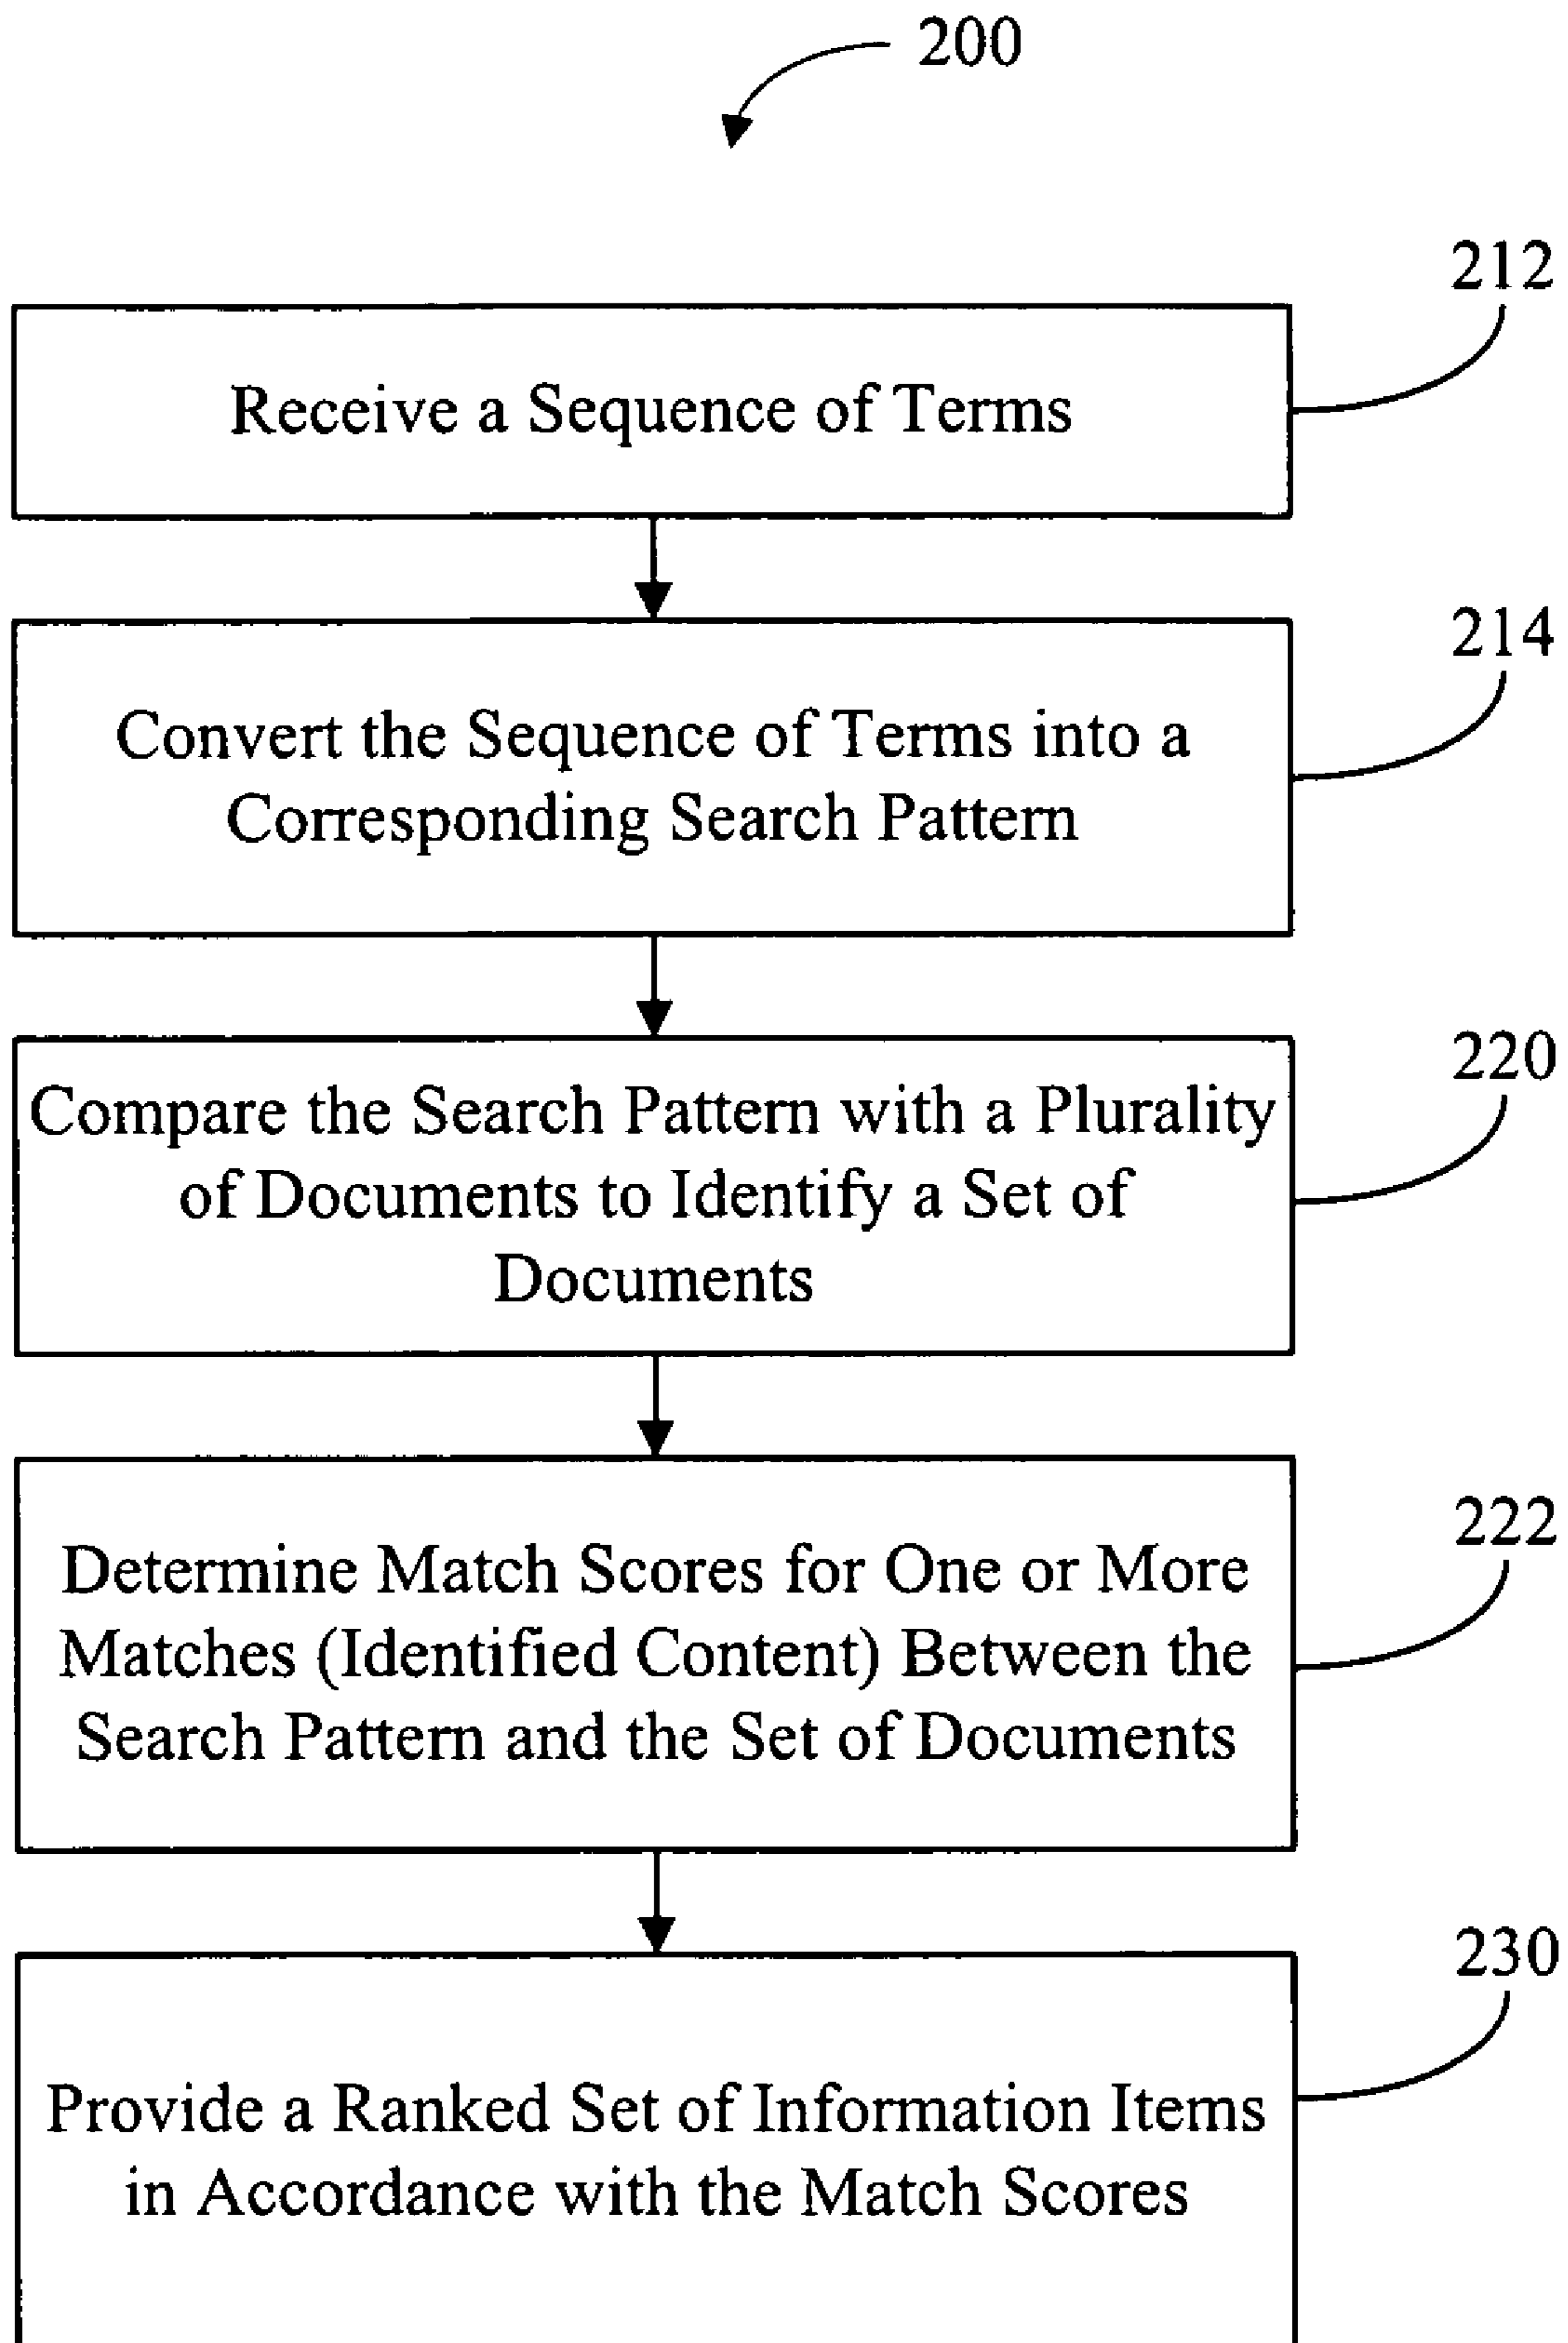 200
212
Receive a Sequence of Terms
214
Convert the Sequence of Terms into a
Corresponding Search Pattern
220
Compare the Search Pattern with a Plurality
of Documents to Identify a Set of
Documents
222
Determine Match Scores for One or More
Matches (Identified Content) Between the
Search Pattern and the Set of Documents
230
Provide a Ranked Set of Information Items
in Accordance with the Match Scores